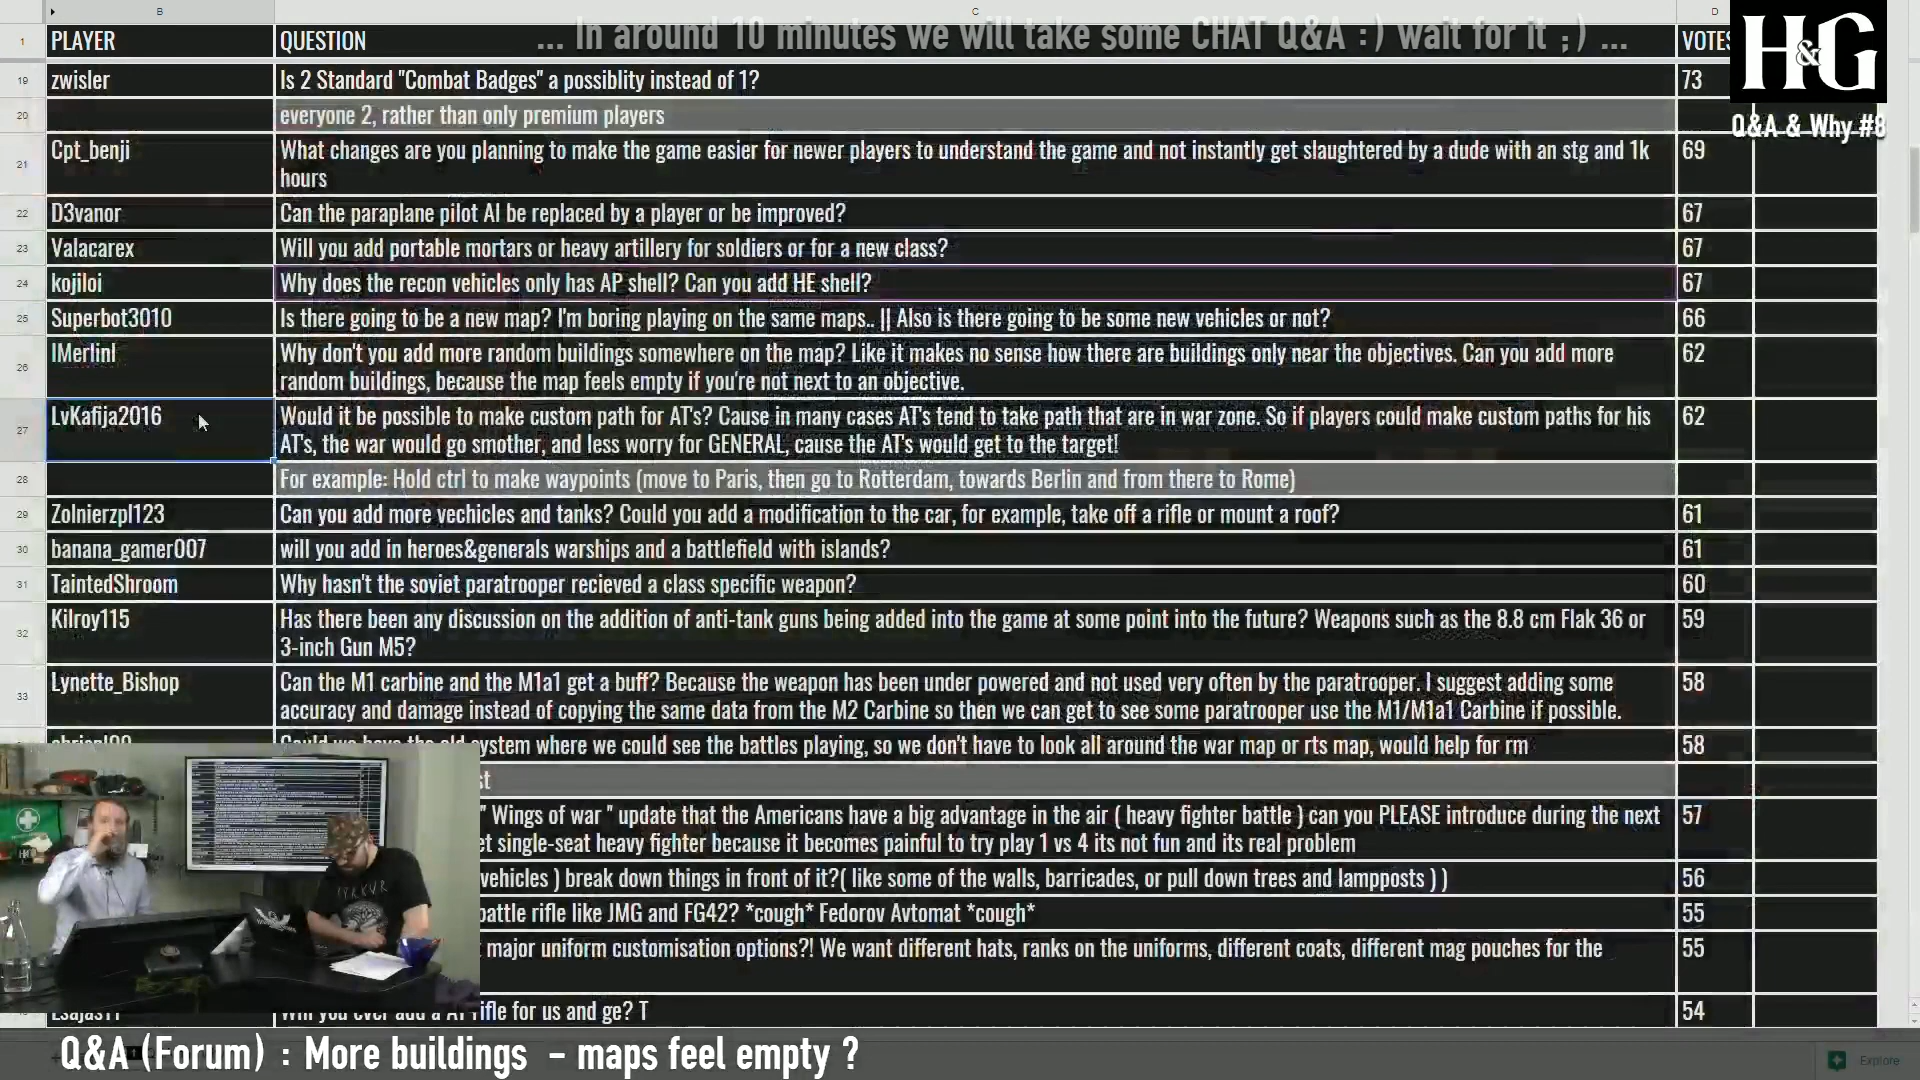 B
C
D
... In around 10 minutes we will take some CHAT Q&A :) wait for it ;) ...
1 PLAYER QUESTION VOTES
H&G
Q&A & Why #8
19 zwisler Is 2 Standard "Combat Badges" a possiblity instead of 1? 73
20 everyone 2, rather than only premium players
21 Cpt_benji What changes are you planning to make the game easier for newer players to understand the game and not instantly get slaughtered by a dude with an stg and 1k 69
hours
22 D3vanor Can the paraplane pilot AI be replaced by a player or be improved? 67
23 Valacarex Will you add portable mortars or heavy artillery for soldiers or for a new class? 67
24 kojiloi Why does the recon vehicles only has AP shell? Can you add HE shell? 67
25 Superbot3010 Is there going to be a new map? I'm boring playing on the same maps.. || Also is there going to be some new vehicles or not? 66
26 IMerlinI Why don't you add more random buildings somewhere on the map? Like it makes no sense how there are buildings only near the objectives. Can you add more 62
random buildings, because the map feels empty if you're not next to an objective.
27 LvKafija2016 Would it be possible to make custom path for AT's? Cause in many cases AT's tend to take path that are in war zone. So if players could make custom paths for his 62
AT's, the war would go smother, and less worry for GENERAL, cause the AT's would get to the target!
28 For example: Hold ctrl to make waypoints (move to Paris, then go to Rotterdam, towards Berlin and from there to Rome)
29 Zolnierzpl123 Can you add more vechicles and tanks? Could you add a modification to the car, for example, take off a rifle or mount a roof? 61
30 banana_gamer007 will you add in heroes&generals warships and a battlefield with islands? 61
31 TaintedShroom Why hasn't the soviet paratrooper recieved a class specific weapon? 60
32 Kilroy115 Has there been any discussion on the addition of anti-tank guns being added into the game at some point into the future? Weapons such as the 8.8 cm Flak 36 or 59
3-inch Gun M5?
33 Lynette_Bishop Can the M1 carbine and the M1a1 get a buff? Because the weapon has been under powered and not used very often by the paratrooper. I suggest adding some 58
accuracy and damage instead of copying the same data from the M2 Carbine so then we can get to see some paratrooper use the M1/M1a1 Carbine if possible.
system where we could see the battles playing, so we don't have to look all around the war map or rts map, would help for rm 58
st
" Wings of war " update that the Americans have a big advantage in the air ( heavy fighter battle ) can you PLEASE introduce during the next 57
et single-seat heavy fighter because it becomes painful to try play 1 vs 4 its not fun and its real problem
vehicles ) break down things in front of it?( like some of the walls, barricades, or pull down trees and lampposts ) ) 56
battle rifle like JMG and FG42? *cough* Fedorov Avtomat *cough* 55
major uniform customisation options?! We want different hats, ranks on the uniforms, different coats, different mag pouches for the 55
rifle for us and ge? T 54
Q&A (Forum) : More buildings - maps feel empty ?
Explore